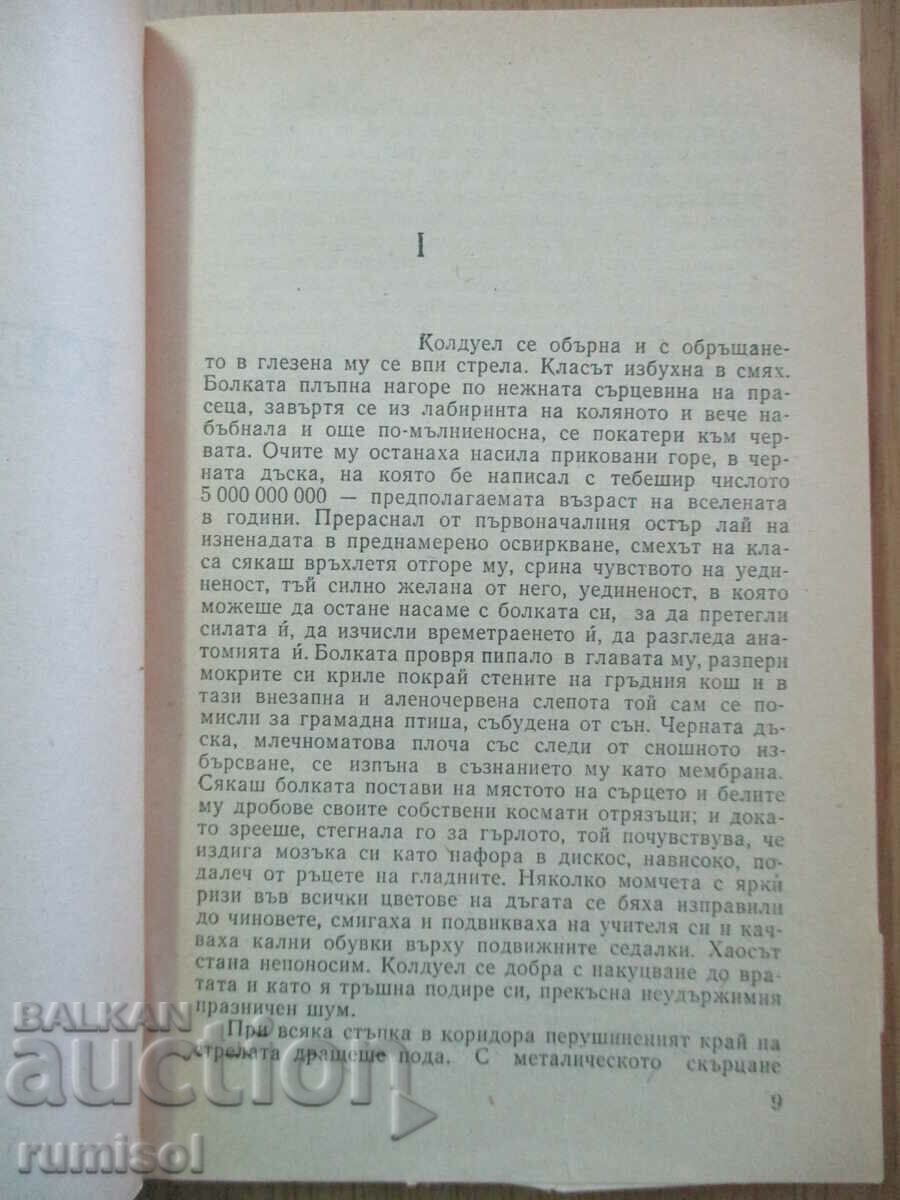 I
Колдуел се обърна и с обръщане-
то в глезена му се впи стрела. Класът избухна в смях.
Болката плъпна нагоре по нежната сърцевина на пра-
сеца, завъртя се из лабиринта на коляното и вече на-
бъбнала и още по-мълниеносна, се покатери към чер-
вата. Очите му останаха насила приковани горе, в чер-
ната дъска, на която бе написал с тебешир числото
5 000 000 000 — предполагаемата възраст на вселената
в години. Прераснал от първоначалния остър лай на
изненадата в преднамерено освиркване, смехът на кла-
са сякаш връхлетя отгоре му, срина чувството на уеди-
неност, тъй силно желана от него, уединеност, в която
можеше да остане насаме с болката си, за да претегли
силата ѝ, да изчисли времетраенето ѝ, да разгледа ана-
томията ѝ. Болката провря пипало в главата му, разпери
мокрите си криле покрай стените на гръдния кош и в
тази внезапна и аленочервена слепота той сам се по-
мисли за грамадна птица, събудена от сън. Черната дъ-
ска, млечноматова плоча със следи от сношното из-
бърсване, се изпъна в съзнанието му като мембрана.
Сякаш болката постави на мястото на сърцето и белите
му дробове своите собствени космати отрязъци; и дока-
то зрееше, стегнала го за гърлото, той почувствува, че
издига мозъка си като нафора в дискос, нависоко, по-
далеч от ръцете на гладните. Няколко момчета с ярки
ризи във всички цветове на дъгата се бяха изправили
до чиновете, смигаха и подвикваха на учителя си и кач-
ваха кални обувки върху подвижните седалки. Хаосът
стана непоносим. Колдуел се добра с накуцване до вра-
тата и като я тръшна подире си, прекъсна неудържимия
празничен шум.
При всяка стъпка в коридора перушиненият край на
стрелата дращеше пода. С металическото скърцане
9
BALKAN
auction
rumisol